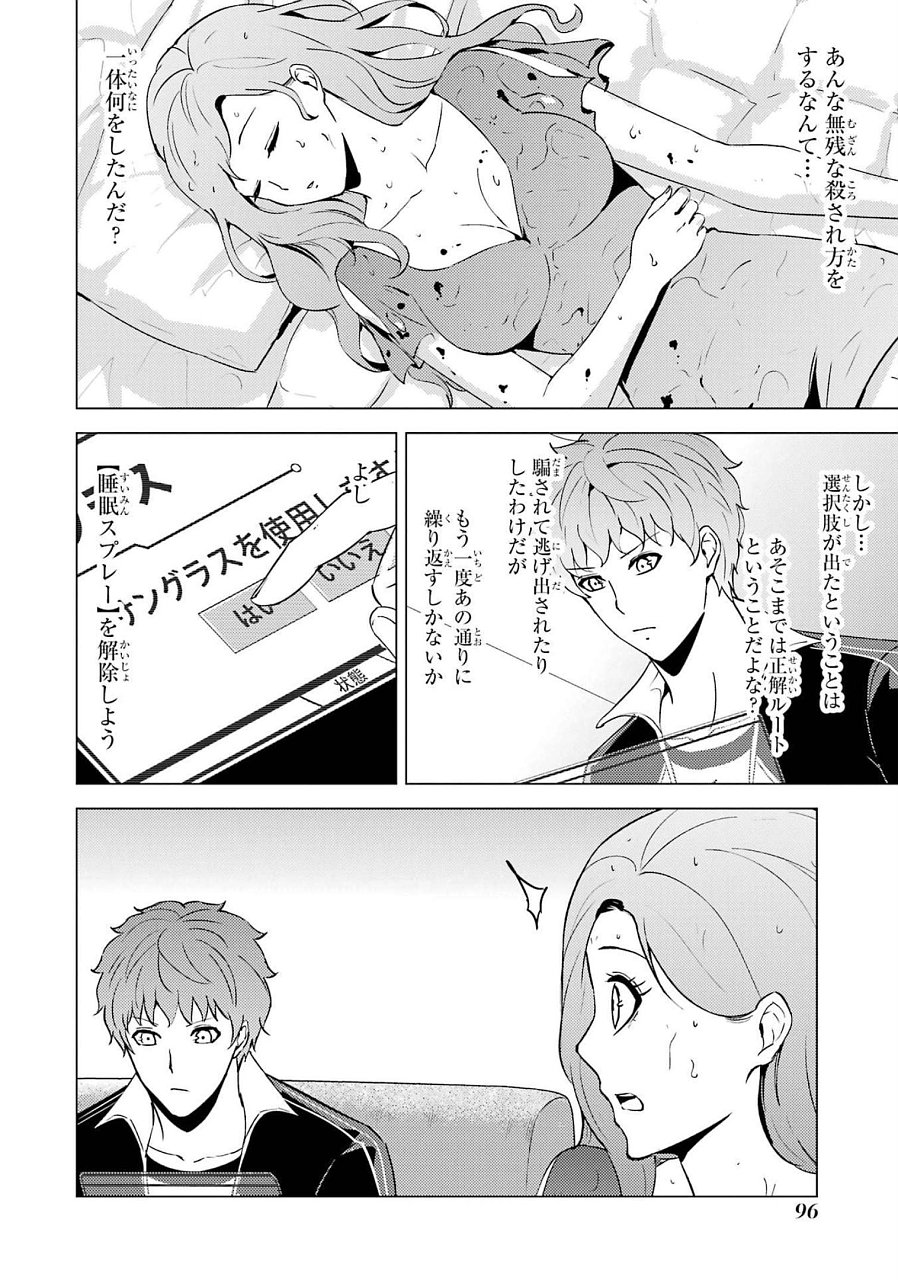 あんな無残な殺され方を
するなんて…
一体何をしたんだ？
しかし…
選択肢が出たということは
あそこまでは正解ルート
ということだよな？
騙されて逃げ出されたり
したわけだが
もう一度あの通りに
繰り返すしかないか
よし
ラス
サングラスを使用します
はい
いいえ
状態
【睡眠スプレー】を解除しよう
96